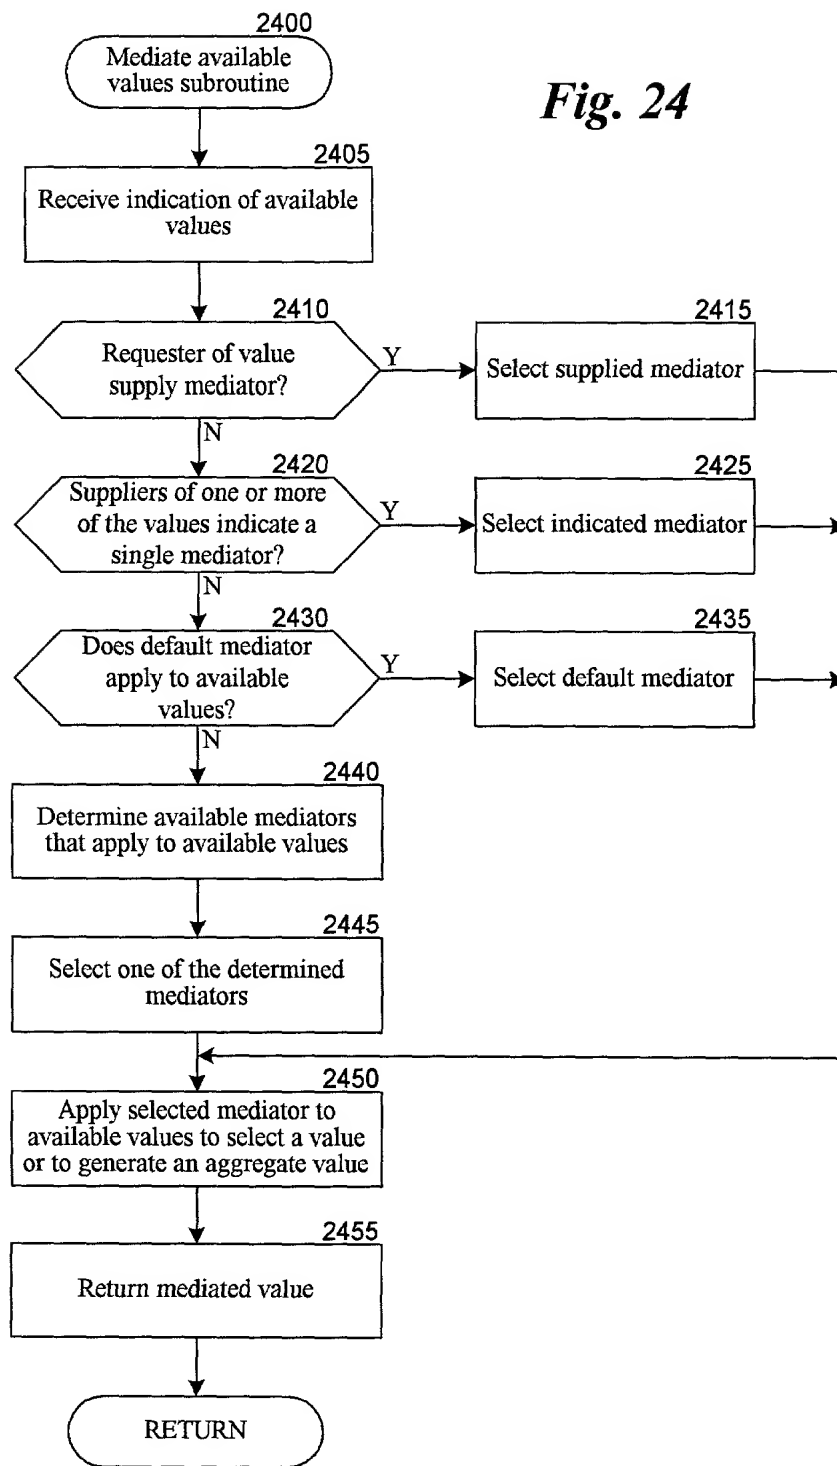 2400
Mediate available
values subroutine
Fig. 24
2405
Receive indication of available
values
2410
Requester of value
supply mediator?
Y
N
2415
Select supplied mediator
2420
Suppliers of one or more
of the values indicate a
single mediator?
Y
N
2425
Select indicated mediator
2430
Does default mediator
apply to available
values?
Y
N
2435
Select default mediator
2440
Determine available mediators
that apply to available values
2445
Select one of the determined
mediators
2450
Apply selected mediator to
available values to select a value
or to generate an aggregate value
2455
Return mediated value
RETURN